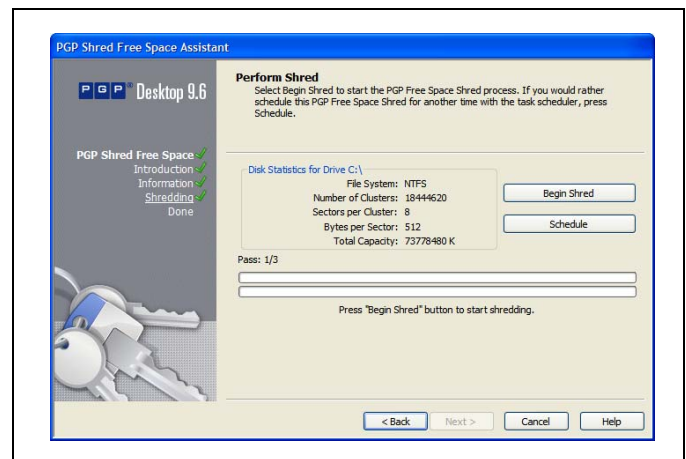 PGP Shred Free Space Assistant
PGP® Desktop 9.6
PGP Shred Free Space
Introduction
Information
Shredding
Done
Perform Shred
Select Begin Shred to start the PGP Free Space Shred process. If you would rather
schedule this PGP Free Space Shred for another time with the task scheduler, press
Schedule.
Disk Statistics for Drive C:\
File System: NTFS
Number of Clusters: 18444620
Sectors per Cluster: 8
Bytes per Sector: 512
Total Capacity: 73778480 K
Begin Shred
Schedule
Pass: 1/3
Press "Begin Shred" button to start shredding.
< Back Next > Cancel Help